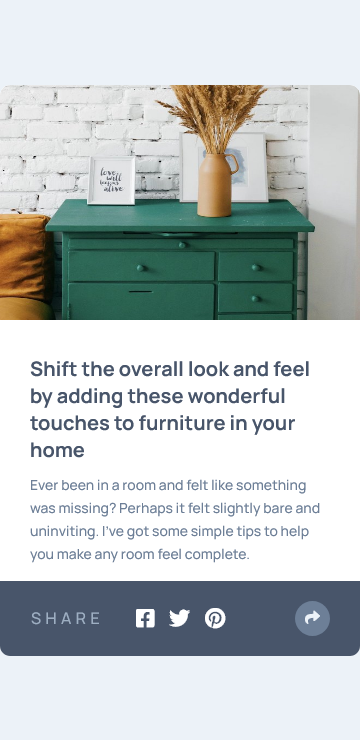 love
will
keep us
alive
Shift the overall look and feel
by adding these wonderful
touches to furniture in your
home
Ever been in a room and felt like something
was missing? Perhaps it felt slightly bare and
uninviting. I've got some simple tips to help
you make any room feel complete.
SHARE